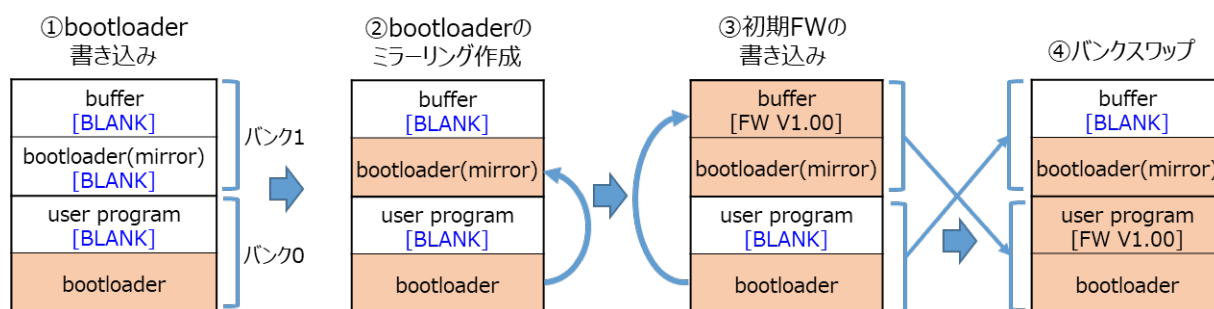 ①bootloader
書き込み
buffer
[BLANK]
bootloader(mirror)
[BLANK]
バンク1
user program
[BLANK]
バンク0
bootloader
②bootloaderの
ミラーリング作成
buffer
[BLANK]
bootloader(mirror)
user program
[BLANK]
bootloader
③初期FWの
書き込み
buffer
[FW V1.00]
bootloader(mirror)
user program
[BLANK]
bootloader
④バンクスワップ
buffer
[BLANK]
bootloader(mirror)
user program
[FW V1.00]
bootloader